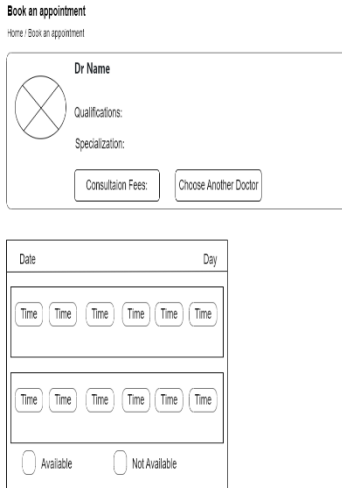 Book an appointment
Home / Book an appointment
Dr Name
Qualifications:
Specialization:
Consultaion Fees: Choose Another Doctor
Date Day
Time Time Time Time Time Time
Time Time Time Time Time Time
Available Not Available